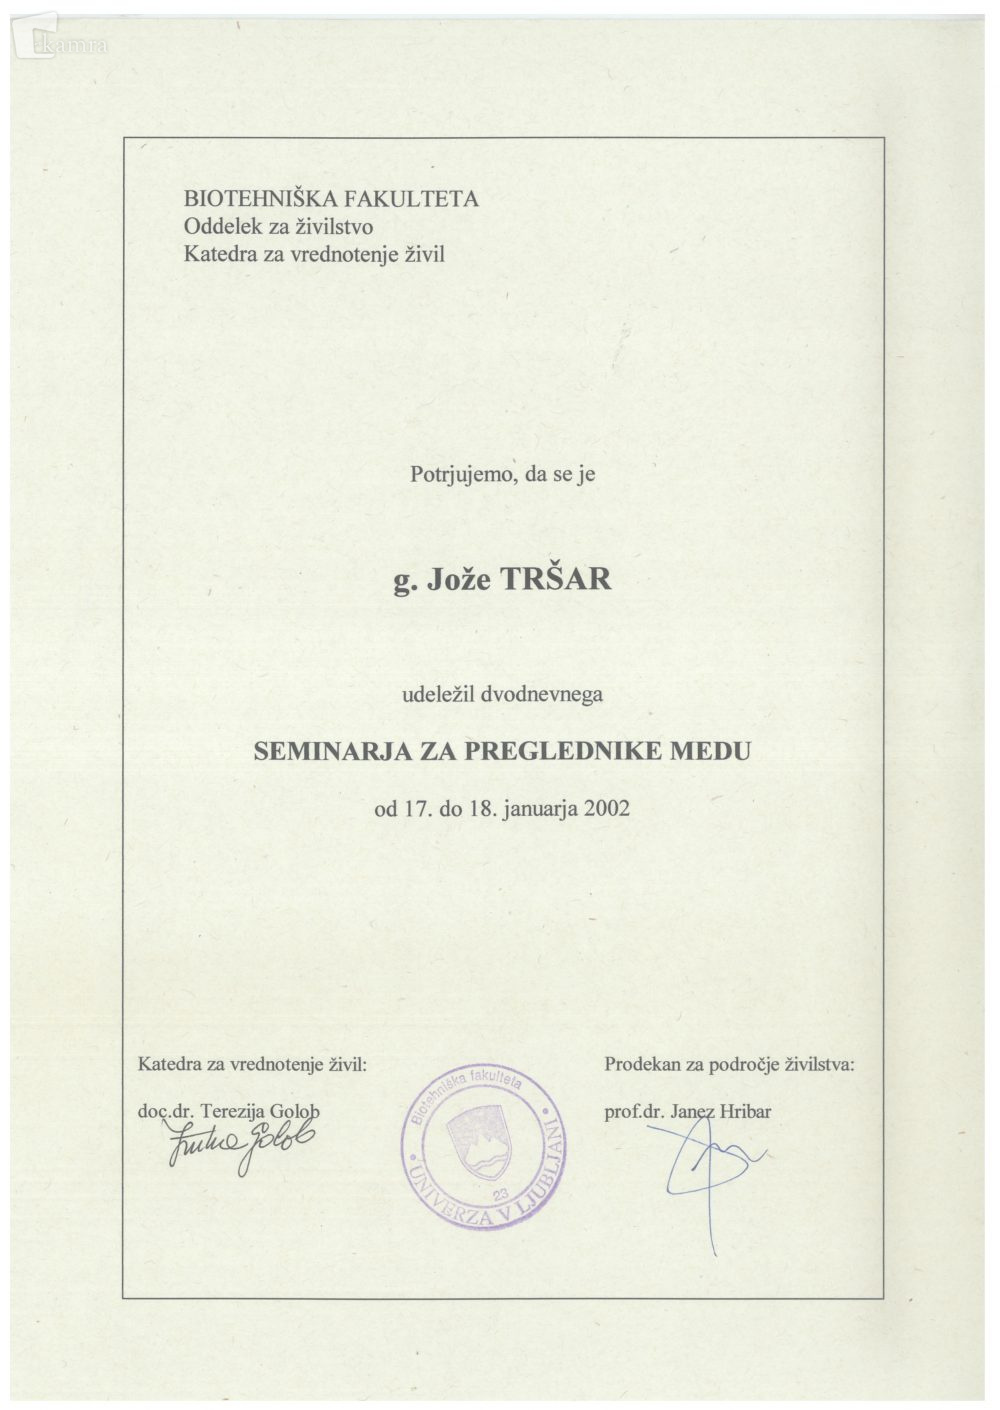 kamra
BIOTEHNIŠKA FAKULTETA
Oddelek za živilstvo
Katedra za vrednotenje živil
Potrjujemo, da se je
g. Jože TRŠAR
udeležil dvodnevnega
SEMINARJA ZA PREGLEDNIKE MEDU
od 17. do 18. januarja 2002
Katedra za vrednotenje živil:
doc.dr. Terezija Golob
Golob
Biotehniška fakulteta
23
• UNIVERZA V LJUBLJANI •
Prodekan za področje živilstva:
prof.dr. Janez Hribar